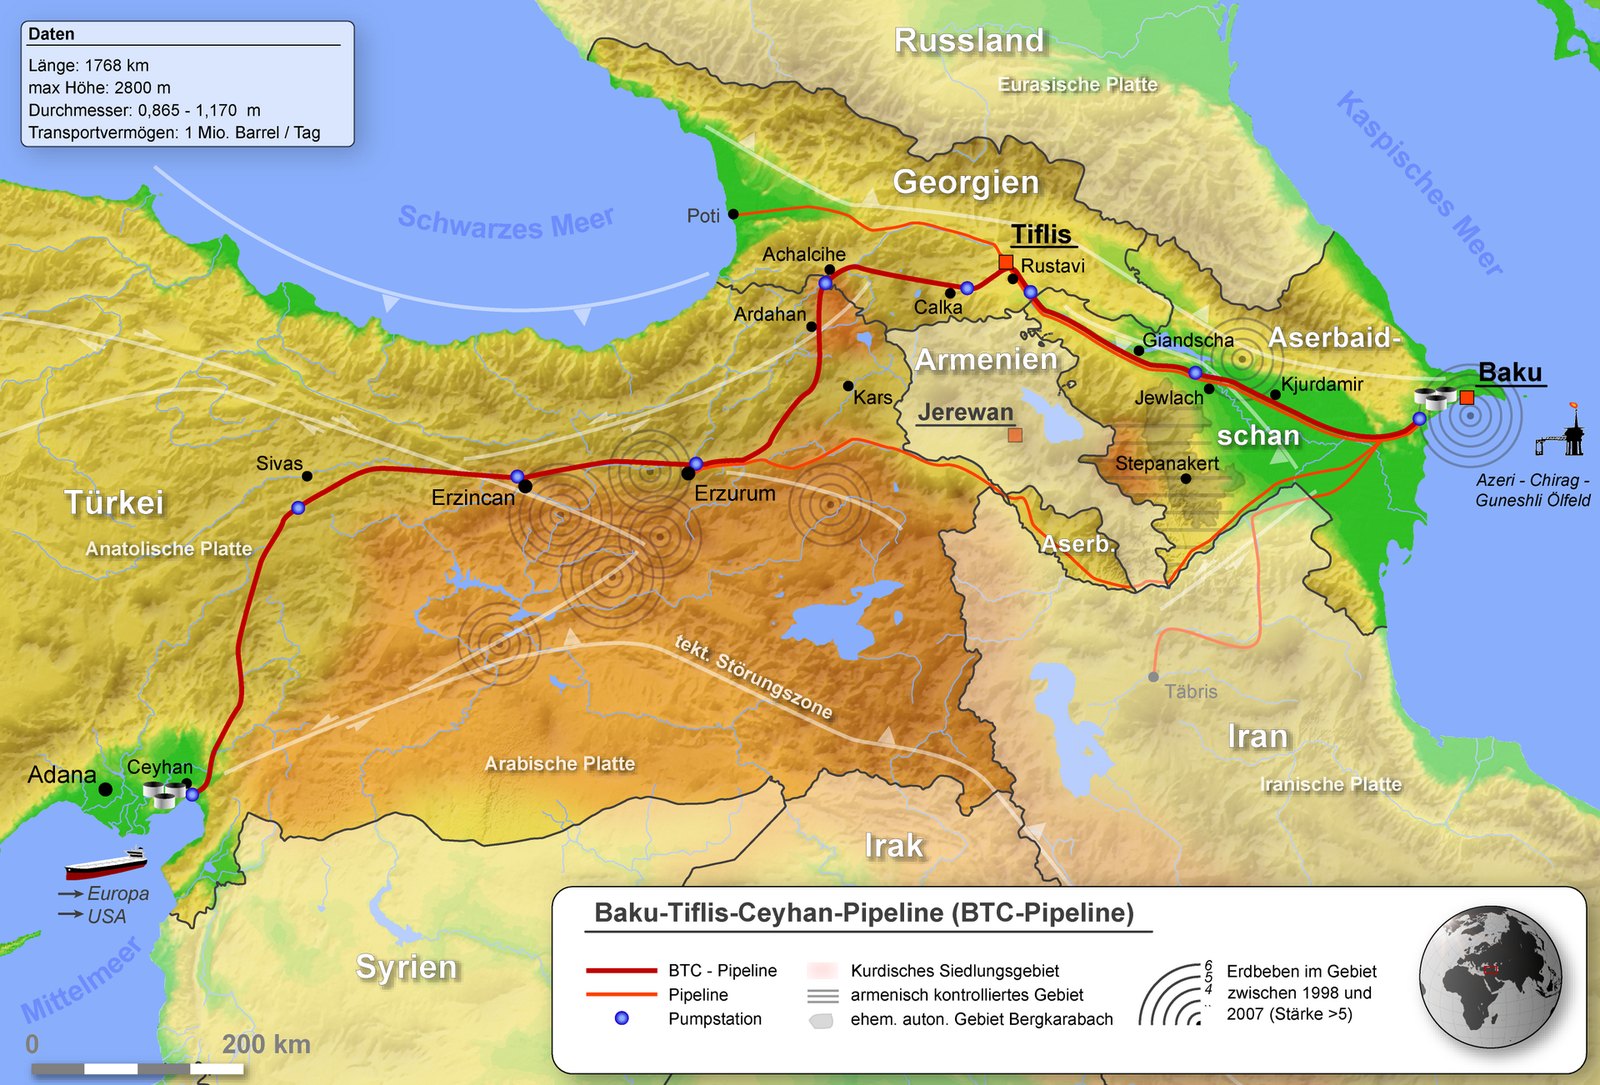 Daten
Länge: 1768 km
max Höhe: 2800 m
Durchmesser: 0,865 - 1,170 m
Transportvermögen: 1 Mio. Barrel / Tag
Russland
Eurasische Platte
Kaspisches Meer
Georgien
Schwarzes Meer
Poti
Tiflis
Achalcihe
Rustavi
Calka
Ardahan
Giandscha
Aserbaid-
Armenien
Baku
Kjurdamir
Jewlach
Kars
Jerewan
schan
Stepanakert
Sivas
Erzincan
Erzurum
Azeri - Chirag -
Guneshli Ölfeld
Türkei
Anatolische Platte
Aserb.
tekt. Störungszone
Täbris
Iran
Iranische Platte
Arabische Platte
Adana
Ceyhan
Irak
Europa
USA
Syrien
Mittelmeer
0
200 km
Baku-Tiflis-Ceyhan-Pipeline (BTC-Pipeline)
BTC - Pipeline
Pipeline
Pumpstation
Kurdisches Siedlungsgebiet
armenisch kontrolliertes Gebiet
ehem. auton. Gebiet Bergkarabach
6
5
4
..
Erdbeben im Gebiet
zwischen 1998 und
2007 (Stärke >5)